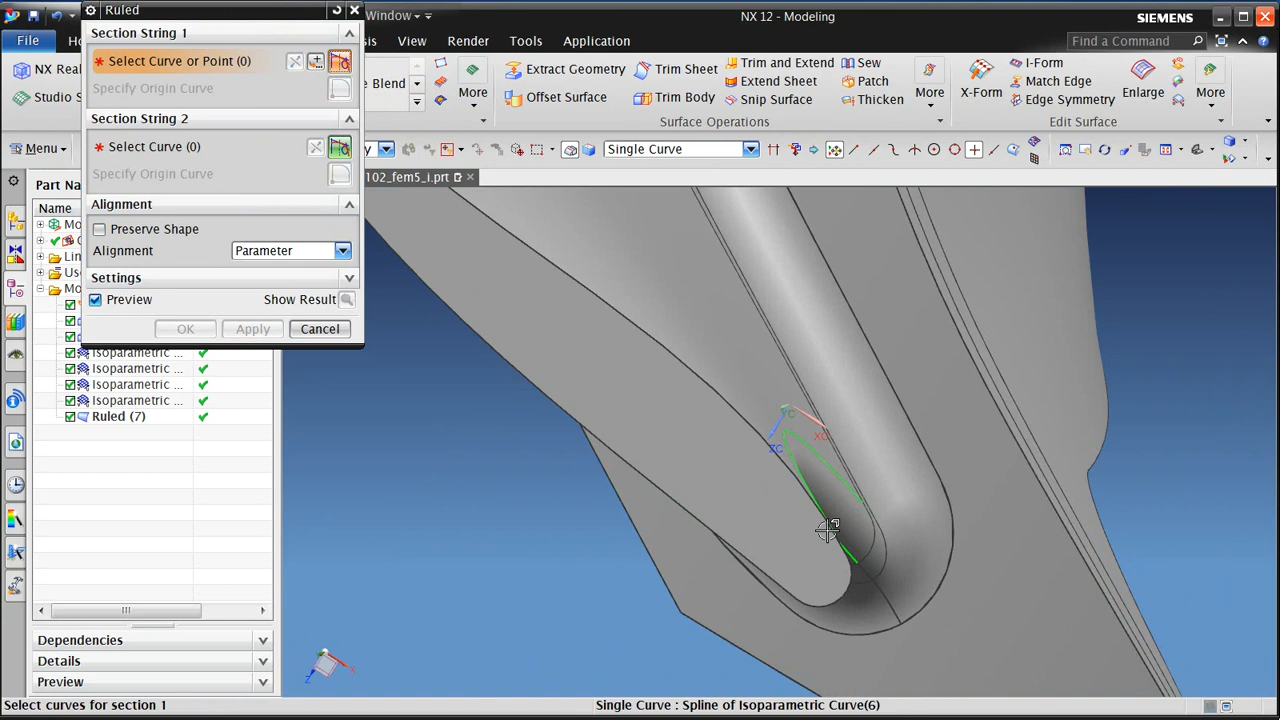 Ruled
Window
NX 12 - Modeling
SIEMENS
File
View
Render
Tools
Application
Find a Command
NX
Studio
Blend
More
Extract Geometry
Offset Surface
Trim Sheet
Trim Body
Trim and Extend
Extend Sheet
Snip Surface
Sew
Patch
Thicken
More
Surface Operations
X-Form
I-Form
Match Edge
Edge Symmetry
Enlarge
More
Edit Surface
Menu
Single Curve
102_fem5_i.prt
Section String 1
* Select Curve or Point (0)
Specify Origin Curve
Section String 2
* Select Curve (0)
Specify Origin Curve
Alignment
Preserve Shape
Alignment
Parameter
Settings
Preview
Show Result
OK
Apply
Cancel
Name
Isoparametric ...
Isoparametric ...
Isoparametric ...
Isoparametric ...
Ruled (7)
Dependencies
Details
Preview
YC
XC
ZC
X
Z
Select curves for section 1
Single Curve : Spline of Isoparametric Curve(6)